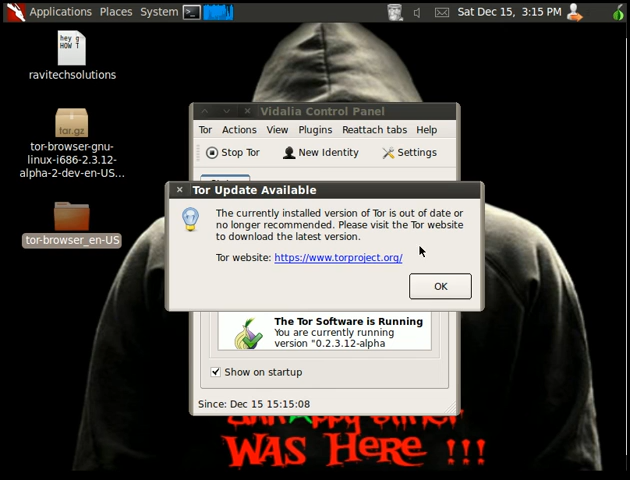 Applications Places System Sat Dec 15, 3:15 PM
hey g
HOW T
ravitechsolutions
tar.gz
tor-browser-gnu-
linux-i686-2.3.12-
alpha-2-dev-en-US...
tor-browser_en-US
Vidalia Control Panel
Tor Actions View Plugins Reattach tabs Help
Stop Tor New Identity Settings
Tor Update Available
The currently installed version of Tor is out of date or
no longer recommended. Please visit the Tor website
to download the latest version.
Tor website: https://www.torproject.org/
OK
The Tor Software is Running
You are currently running
version "0.2.3.12-alpha
Show on startup
Since: Dec 15 15:15:08
WAS HERE !!!